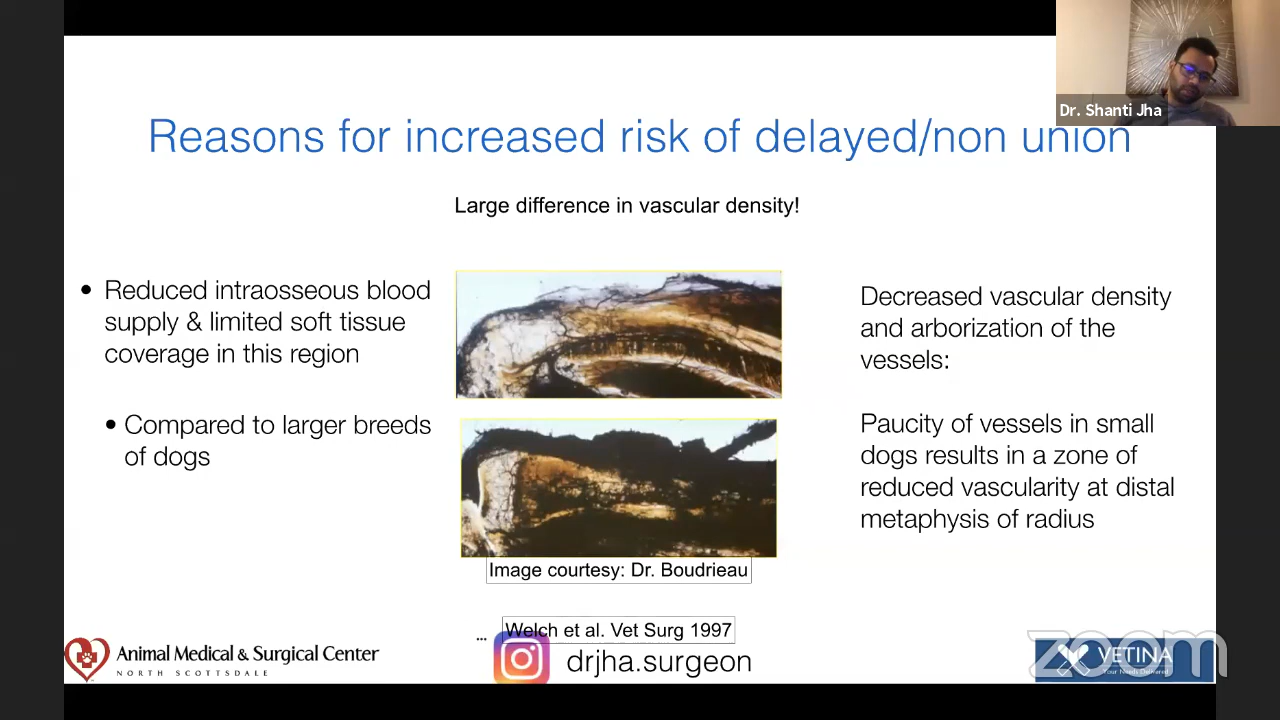 Dr. Shanti Jha
Reasons for increased risk of delayed/non union
Large difference in vascular density!
• Reduced intraosseous blood
supply & limited soft tissue
coverage in this region
• Compared to larger breeds
of dogs
Decreased vascular density
and arborization of the
vessels:
Paucity of vessels in small
dogs results in a zone of
reduced vascularity at distal
metaphysis of radius
Image courtesy: Dr. Boudrieau
... Welch et al. Vet Surg 1997
Animal Medical & Surgical Center
NORTH SCOTTSDALE
drjha.surgeon
VETINA
Your Needs Delivered
zoom